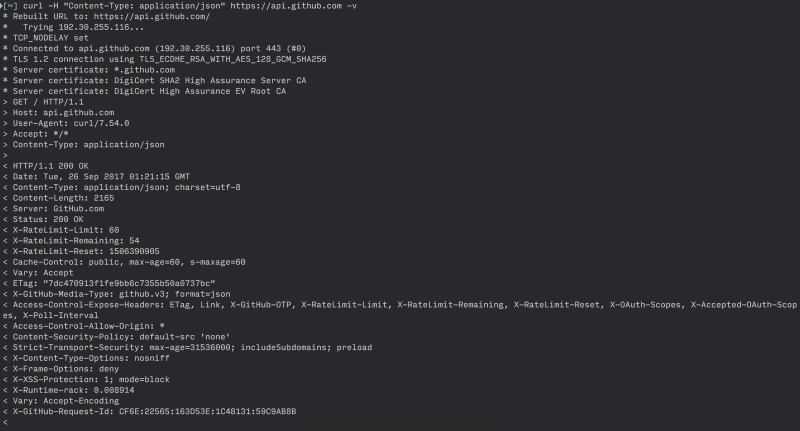 [~] curl -H "Content-Type: application/json" https://api.github.com -v
* Rebuilt URL to: https://api.github.com/
*   Trying 192.30.255.116...
* TCP_NODELAY set
* Connected to api.github.com (192.30.255.116) port 443 (#0)
* TLS 1.2 connection using TLS_ECDHE_RSA_WITH_AES_128_GCM_SHA256
* Server certificate: *.github.com
* Server certificate: DigiCert SHA2 High Assurance Server CA
* Server certificate: DigiCert High Assurance EV Root CA
> GET / HTTP/1.1
> Host: api.github.com
> User-Agent: curl/7.54.0
> Accept: */*
> Content-Type: application/json
>
< HTTP/1.1 200 OK
< Date: Tue, 26 Sep 2017 01:21:15 GMT
< Content-Type: application/json; charset=utf-8
< Content-Length: 2165
< Server: GitHub.com
< Status: 200 OK
< X-RateLimit-Limit: 60
< X-RateLimit-Remaining: 54
< X-RateLimit-Reset: 1506390905
< Cache-Control: public, max-age=60, s-maxage=60
< Vary: Accept
< ETag: "7dc470913f1fe9bb6c7355b50a0737bc"
< X-GitHub-Media-Type: github.v3; format=json
< Access-Control-Expose-Headers: ETag, Link, X-GitHub-OTP, X-RateLimit-Limit, X-RateLimit-Remaining, X-RateLimit-Reset, X-OAuth-Scopes, X-Accepted-OAuth-Scop
es, X-Poll-Interval
< Access-Control-Allow-Origin: *
< Content-Security-Policy: default-src 'none'
< Strict-Transport-Security: max-age=31536000; includeSubdomains; preload
< X-Content-Type-Options: nosniff
< X-Frame-Options: deny
< X-XSS-Protection: 1; mode=block
< X-Runtime-rack: 0.008914
< Vary: Accept-Encoding
< X-GitHub-Request-Id: CF6E:22565:163D53E:1C48131:59C9AB8B
<